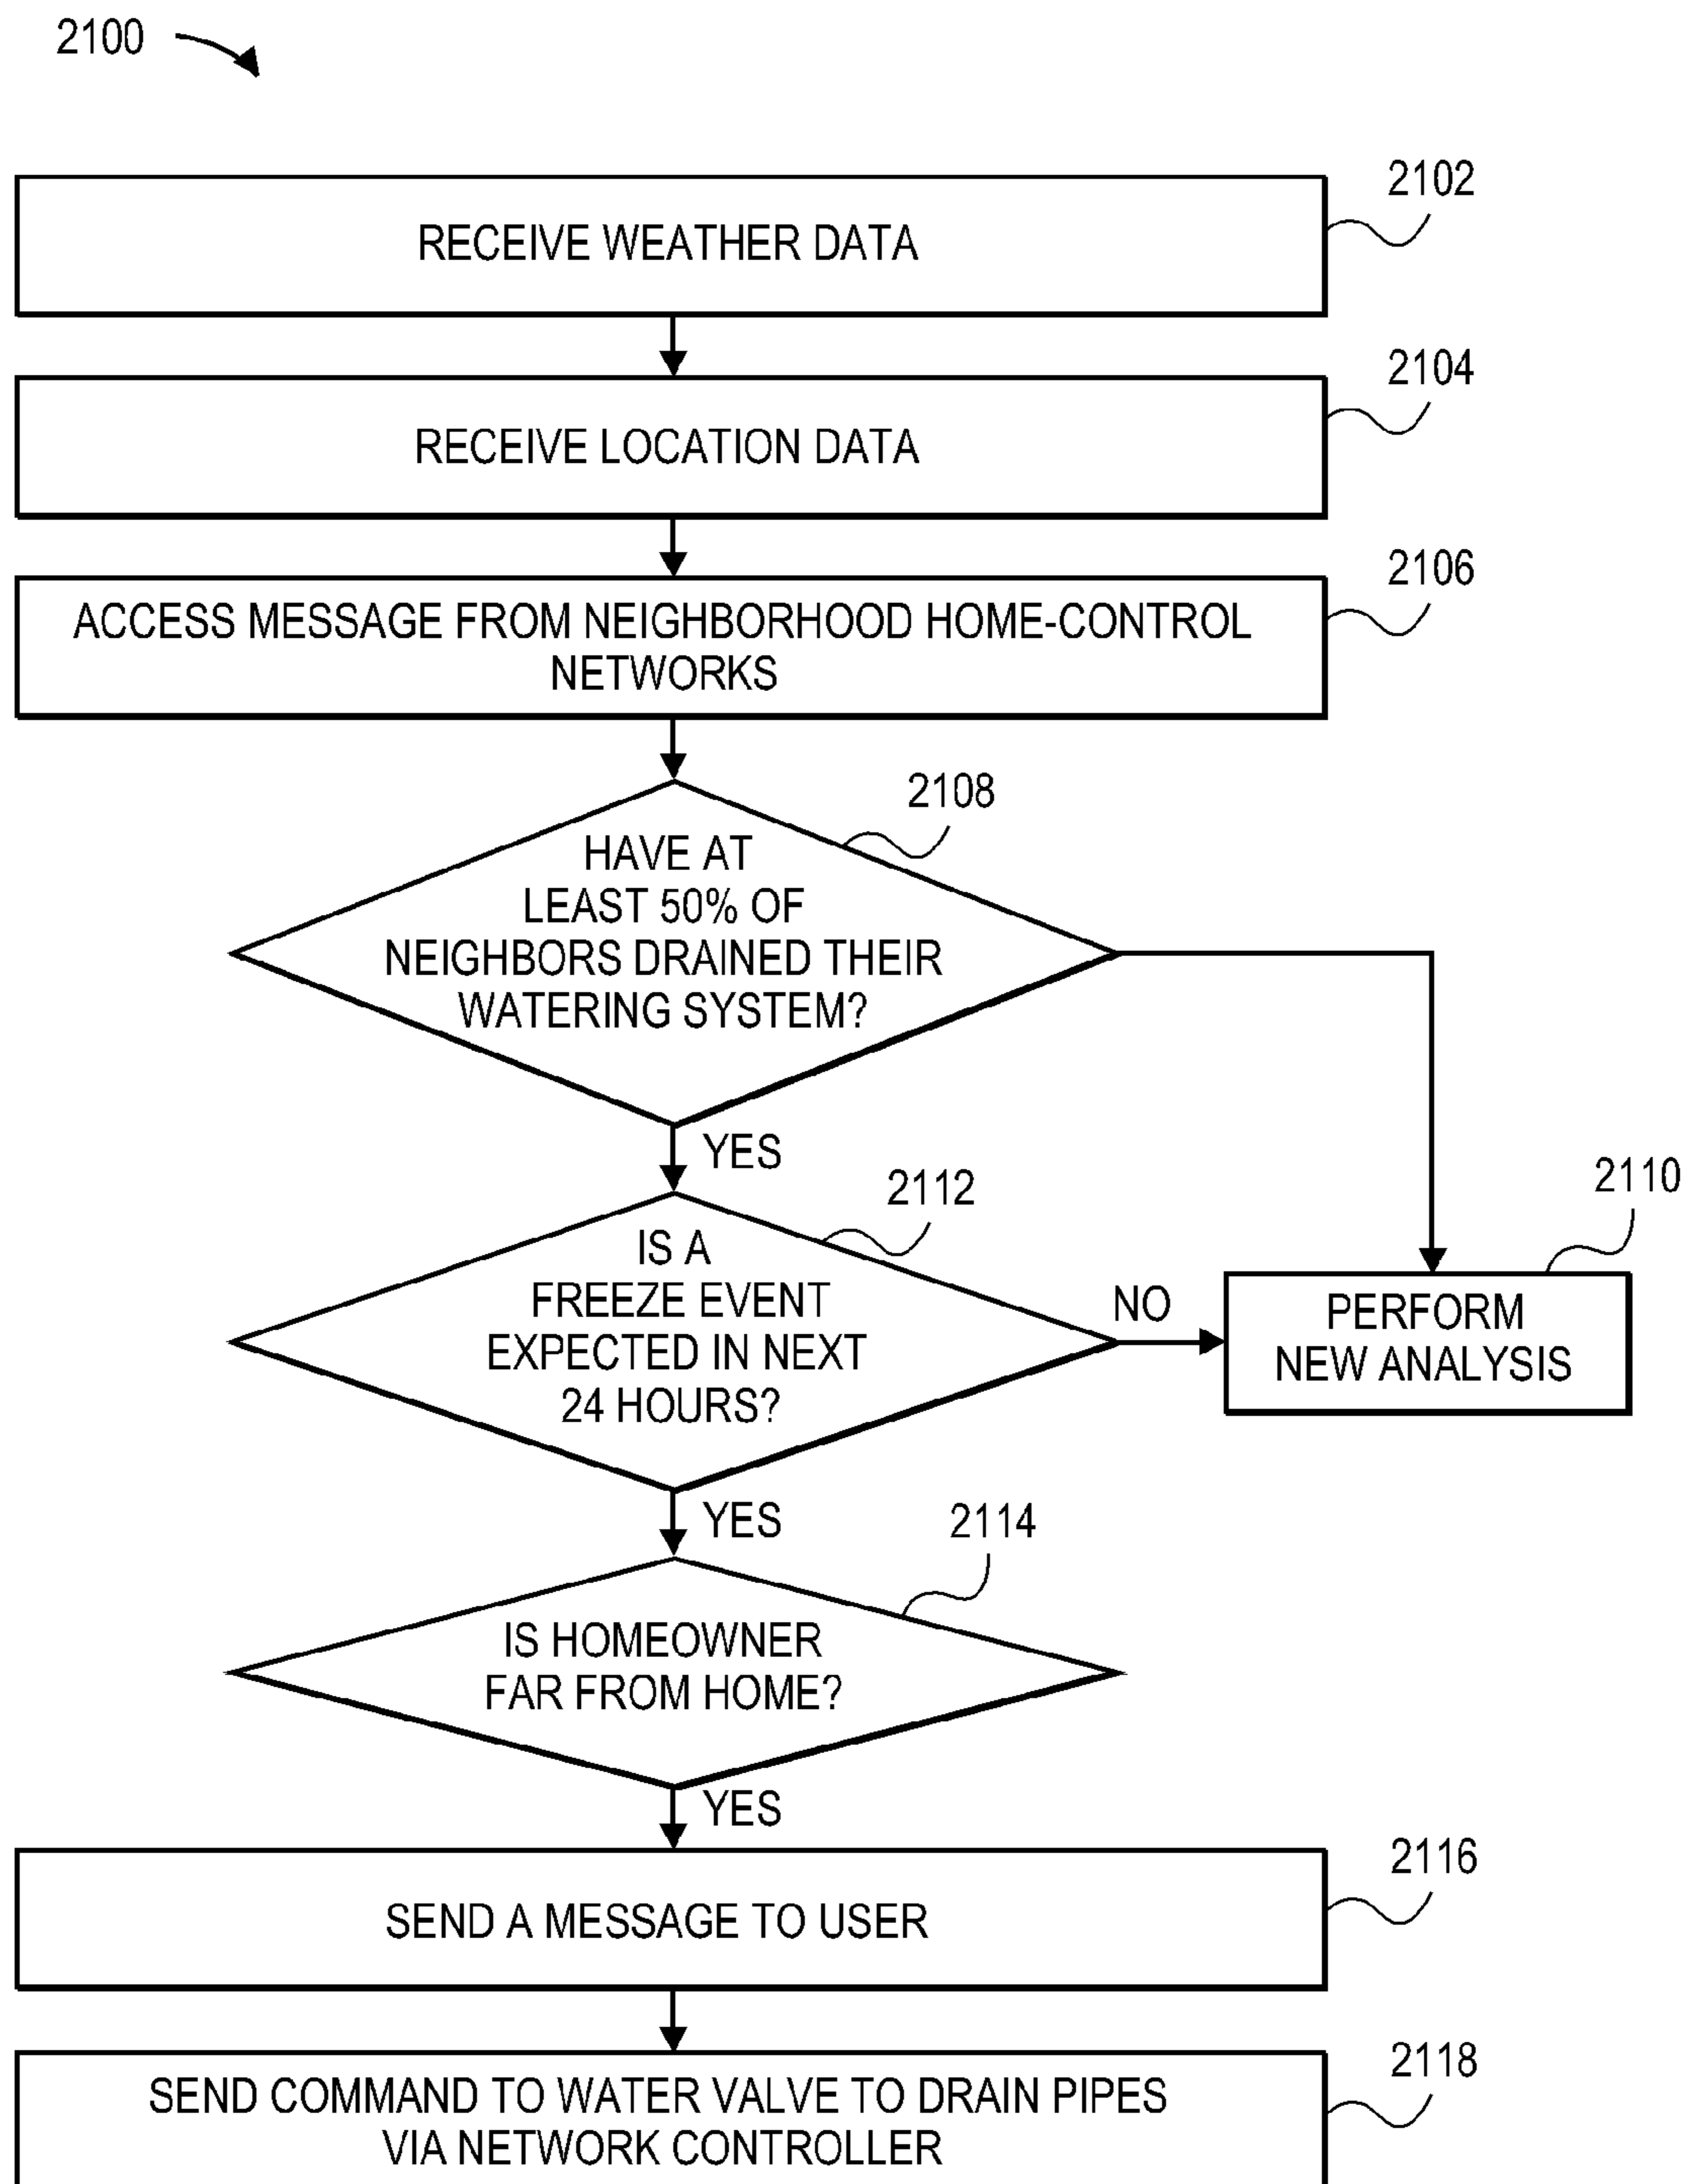 2100
2102
RECEIVE WEATHER DATA
2104
RECEIVE LOCATION DATA
2106
ACCESS MESSAGE FROM NEIGHBORHOOD HOME-CONTROL
NETWORKS
2108
HAVE AT
LEAST 50% OF
NEIGHBORS DRAINED THEIR
WATERING SYSTEM?
YES
2110
2112
IS A
FREEZE EVENT
EXPECTED IN NEXT
24 HOURS?
NO
PERFORM
NEW ANALYSIS
YES
2114
IS HOMEOWNER
FAR FROM HOME?
YES
2116
SEND A MESSAGE TO USER
2118
SEND COMMAND TO WATER VALVE TO DRAIN PIPES
VIA NETWORK CONTROLLER